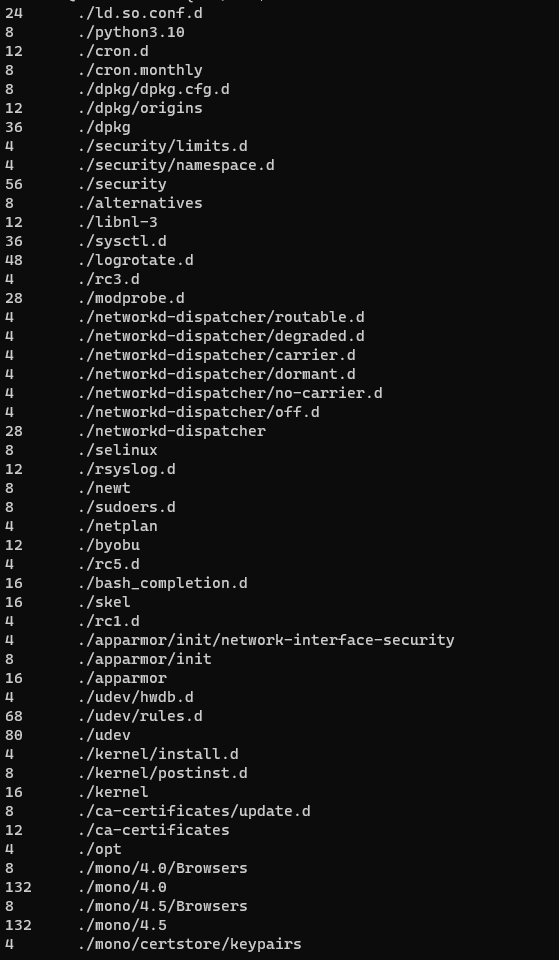 24 ./ld.so.conf.d
8 ./python3.10
12 ./cron.d
8 ./cron.monthly
8 ./dpkg/dpkg.cfg.d
12 ./dpkg/origins
36 ./dpkg
4 ./security/limits.d
4 ./security/namespace.d
56 ./security
8 ./alternatives
12 ./libnl-3
36 ./sysctl.d
48 ./logrotate.d
4 ./rc3.d
28 ./modprobe.d
4 ./networkd-dispatcher/routable.d
4 ./networkd-dispatcher/degraded.d
4 ./networkd-dispatcher/carrier.d
4 ./networkd-dispatcher/dormant.d
4 ./networkd-dispatcher/no-carrier.d
4 ./networkd-dispatcher/off.d
28 ./networkd-dispatcher
8 ./selinux
12 ./rsyslog.d
8 ./newt
8 ./sudoers.d
4 ./netplan
12 ./byobu
4 ./rc5.d
16 ./bash_completion.d
16 ./skel
4 ./rc1.d
4 ./apparmor/init/network-interface-security
8 ./apparmor/init
16 ./apparmor
4 ./udev/hwdb.d
68 ./udev/rules.d
80 ./udev
4 ./kernel/install.d
8 ./kernel/postinst.d
16 ./kernel
8 ./ca-certificates/update.d
12 ./ca-certificates
4 ./opt
8 ./mono/4.0/Browsers
132 ./mono/4.0
8 ./mono/4.5/Browsers
132 ./mono/4.5
4 ./mono/certstore/keypairs